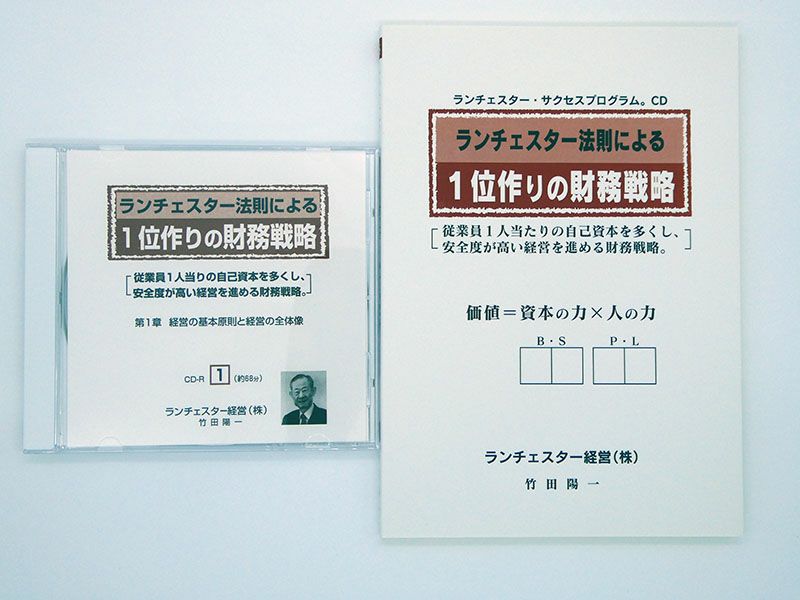 ランチェスター法則による
1位作りの財務戦略
従業員1人当りの自己資本を多くし、
安全度が高い経営を進める財務戦略。
第1章 経営の基本原則と経営の全体像
CD-R 1 (約68分)
ランチェスター経営(株)
竹田陽一
ランチェスター・サクセスプログラム。CD
ランチェスター法則による
1位作りの財務戦略
従業員1人当たりの自己資本を多くし、
安全度が高い経営を進める財務戦略。
価値=資本の力×人の力
B・S P・L
ランチェスター経営(株)
竹田陽一